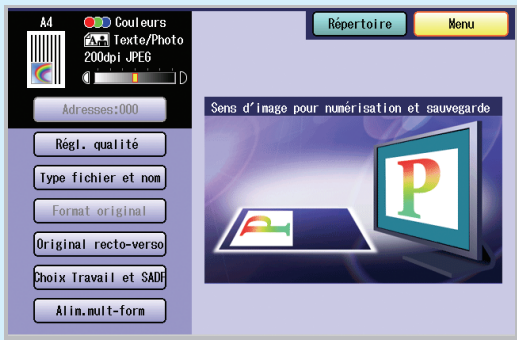 A4
Couleurs
A Texte/Photo
200dpi JPEG
Adresses:000
Régl. qualité
Type fichier et nom
Format original
Original recto-verso
Choix Travail et SADF
Alim.mult-form
Répertoire
Menu
Sens d'image pour numérisation et sauvegarde
P
P